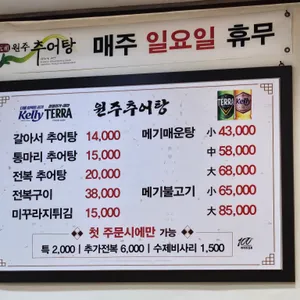 원주 추어탕 매주 일요일 휴무
Kelly TERRA 원주추어탕 TERRA Kelly
갈아서 추어탕 14,000
통마리 추어탕 15,000
전복 추어탕 20,000
전복구이 38,000
미꾸라지튀김 15,000
메기매운탕 小 43,000
中 58,000
大 68,000
메기불고기 小 65,000
大 85,000
첫 주문시에만 가능
특 2,000 | 추가전복 6,000 | 수제비사리 1,500